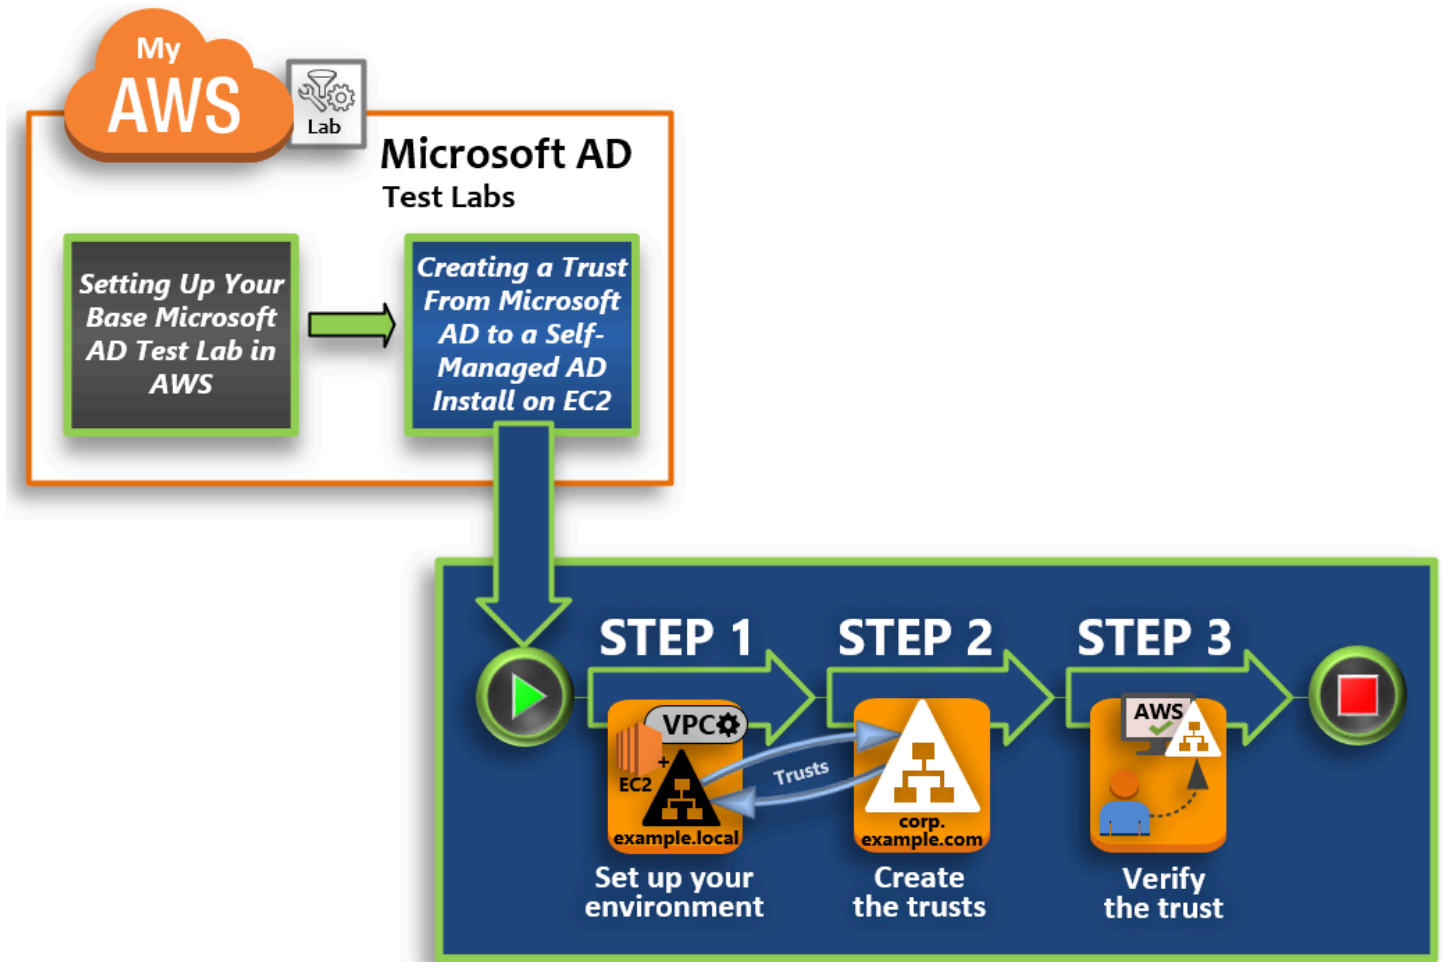 My
AWS
Lab
Microsoft AD
Test Labs
Setting Up Your
Base Microsoft
AD Test Lab in
AWS
Creating a Trust
From Microsoft
AD to a Self-
Managed AD
Install on EC2
STEP 1
STEP 2
STEP 3
VPC
EC2
+
example.local
Trusts
corp.
example.com
AWS
Set up your
environment
Create
the trusts
Verify
the trust